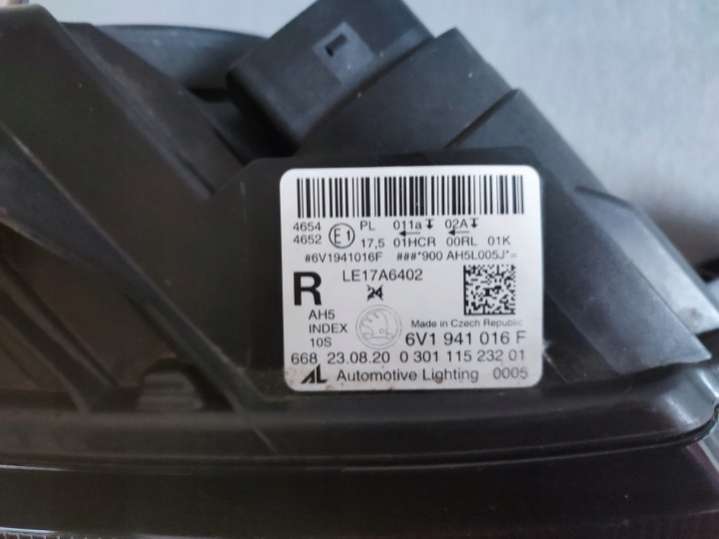 4654 E1 PL 011a 02A
4652 17,5 01HCR 00RL 01K
#6V1941016F ###*900 AH5L005J*=
R LE17A6402
AH5
INDEX
10S
Made in Czech Republic
6V1 941 016 F
668 23.08.20 0 301 115 232 01
AL Automotive Lighting 0005